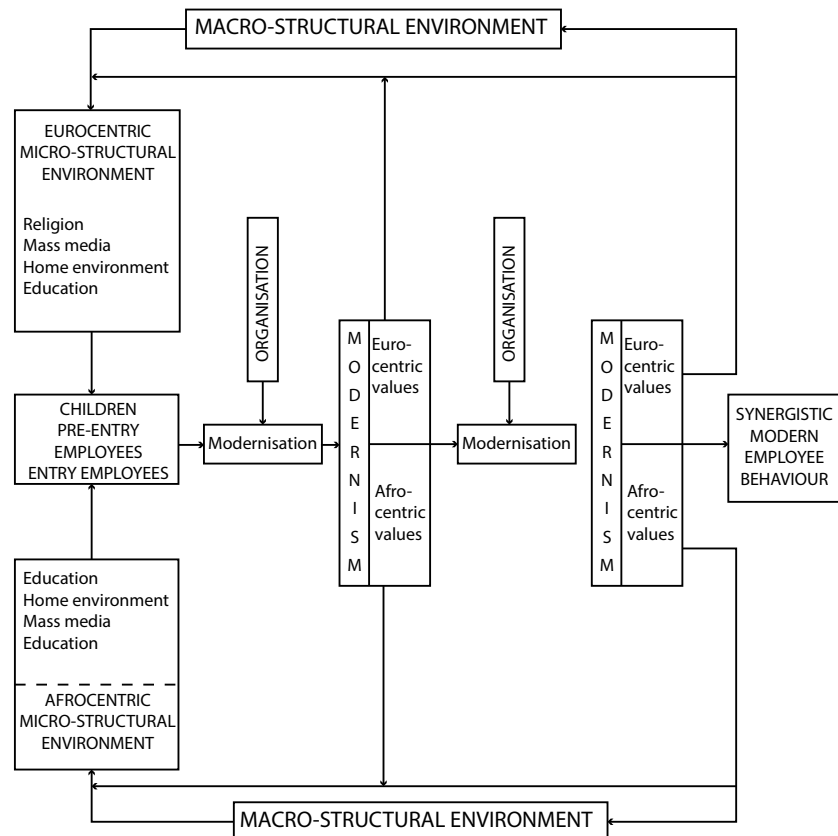 MACRO-STRUCTURAL ENVIRONMENT
EUROCENTRIC
MICRO-STRUCTURAL
ENVIRONMENT
Religion
Mass media
Home environment
Education
ORGANISATION
ORGANISATION
CHILDREN
PRE-ENTRY
EMPLOYEES
ENTRY EMPLOYEES
Modernisation
MODERNISM
Euro-
centric
values
Afro-
centric
values
Modernisation
MODERNISM
Euro-
centric
values
Afro-
centric
values
SYNERGISTIC
MODERN
EMPLOYEE
BEHAVIOUR
Education
Home environment
Mass media
Education
AFROCENTRIC
MICRO-STRUCTURAL
ENVIRONMENT
MACRO-STRUCTURAL ENVIRONMENT